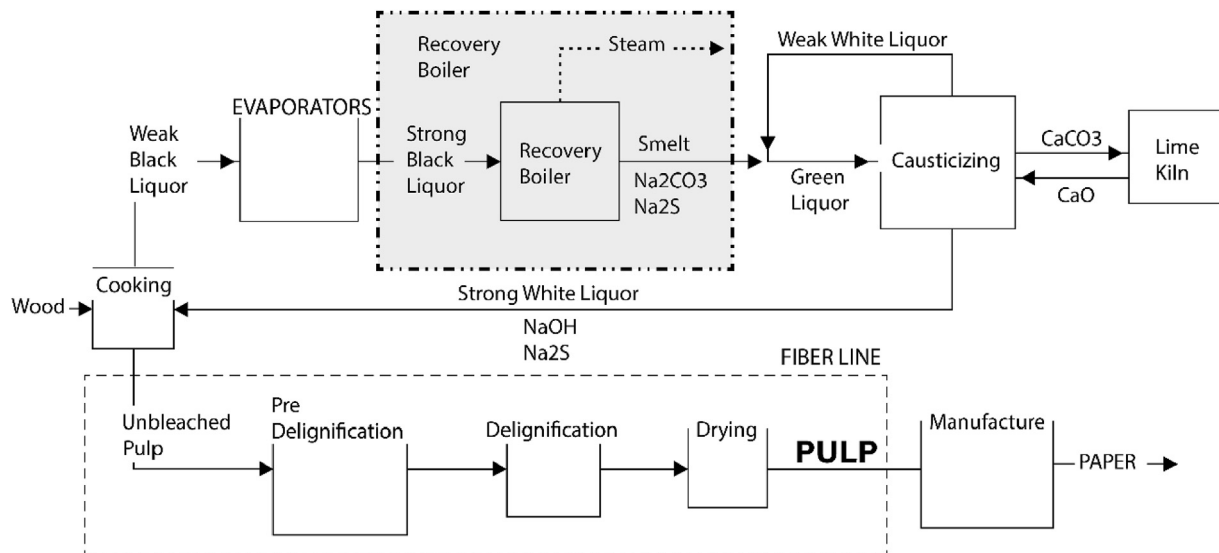 Recovery
Boiler
Steam
Weak White Liquor
EVAPORATORS
Weak
Black
Liquor
Strong
Black
Liquor
Recovery
Boiler
Smelt
Na2CO3
Na2S
Green
Liquor
Causticizing
CaCO3
CaO
Lime
Kiln
Cooking
Wood
Strong White Liquor
NaOH
Na2S
FIBER LINE
Unbleached
Pulp
Pre
Delignification
Delignification
Drying
PULP
Manufacture
PAPER